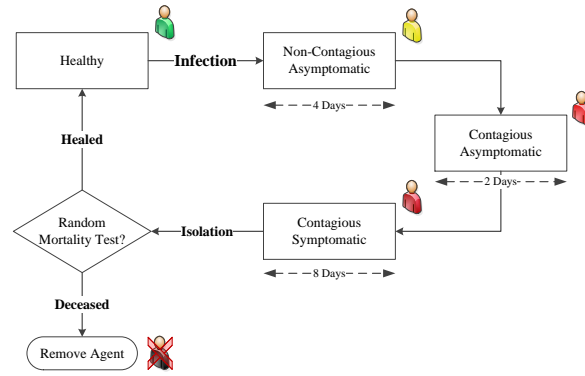 Healthy
Infection
Non-Contagious
Asymptomatic
4 Days
Contagious
Asymptomatic
2 Days
Healed
Random
Mortality Test?
Isolation
Contagious
Symptomatic
8 Days
Deceased
Remove Agent